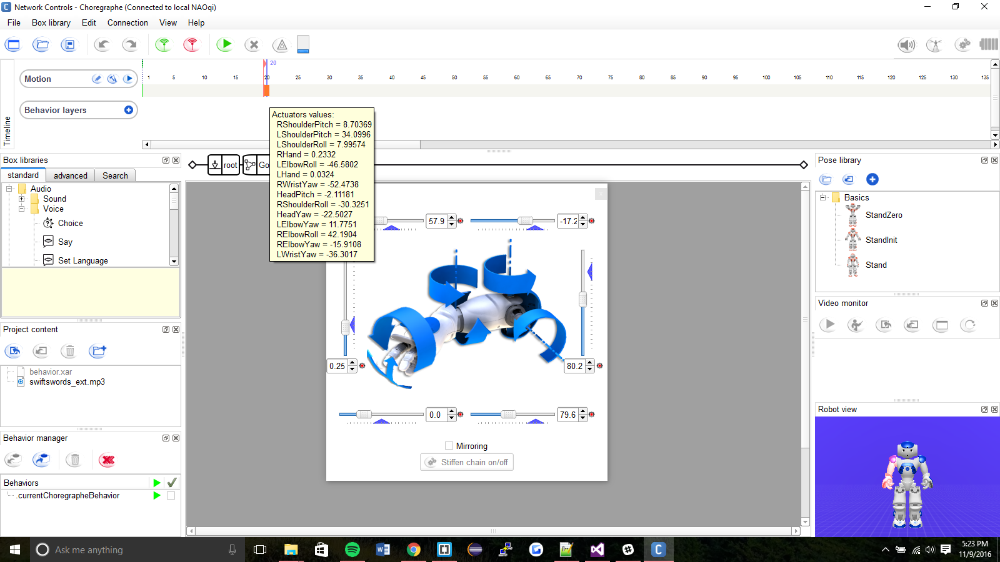 Network Controls - Choregraphe (Connected to local NAOqi)
File Box library Edit Connection View Help
20
Motion
1 5 10 15 20 25 30 35 40 45 50 55 60 65 70 75 80 85 90 95 100 105 110 115 120 125 130 135
Behavior layers
Timeline
Actuators values:
RShoulderPitch = 8.70369
LShoulderPitch = 34.0996
LShoulderRoll = 7.99574
RHand = 0.2332
LElbowRoll = -46.5802
LHand = 0.0324
RWristYaw = -52.4738
HeadPitch = -2.11181
RShoulderRoll = -30.3251
HeadYaw = -22.5027
LElbowYaw = 11.7751
RElbowRoll = 42.1904
RElbowYaw = -15.9108
LWristYaw = -36.3017
Box libraries
standard advanced Search
Audio
Sound
Voice
Choice
Say
Set Language
root Go
57.9 -17.2
0.25 80.2
0.0 79.6
Mirroring
Stiffen chain on/off
Project content
behavior.xar
swiftswords_ext.mp3
Behavior manager
Behaviors
.currentChoregrapheBehavior
Pose library
Basics
StandZero
StandInit
Stand
Video monitor
Robot view
Ask me anything
5:23 PM
11/9/2016